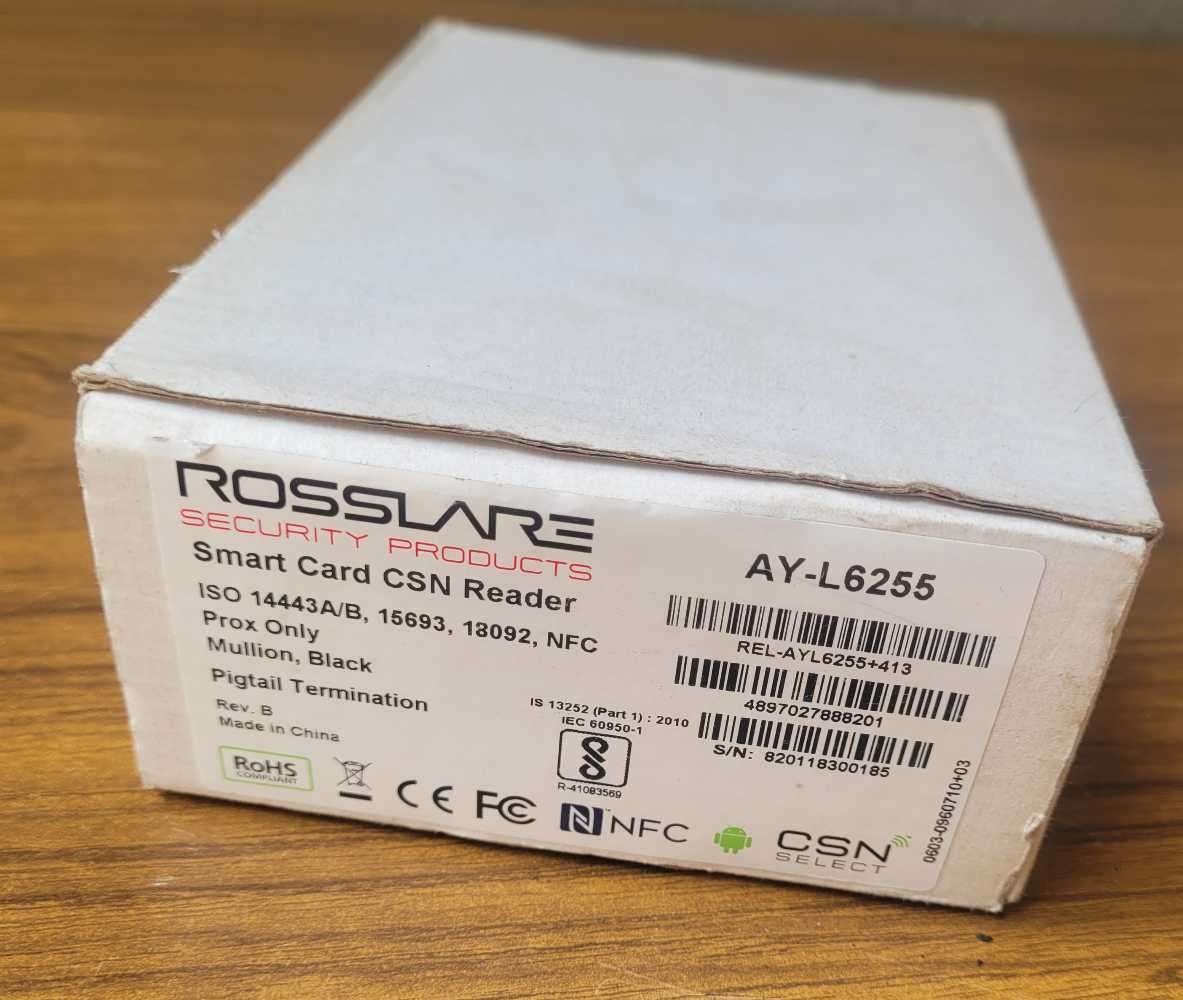 ROSSLARE
SECURITY PRODUCTS
Smart Card CSN Reader
ISO 14443A/B, 15693, 18092, NFC
Prox Only
Mullion, Black
Pigtail Termination
Rev. B
Made in China
AY-L6255
REL-AYL6255+413
4897027888201
S/N: 820118300185
IS 13252 (Part 1) : 2010
IEC 60950-1
R-41083569
RoHS
COMPLIANT
CE
FC
N NFC
CSN
SELECT
0603-0960710+03